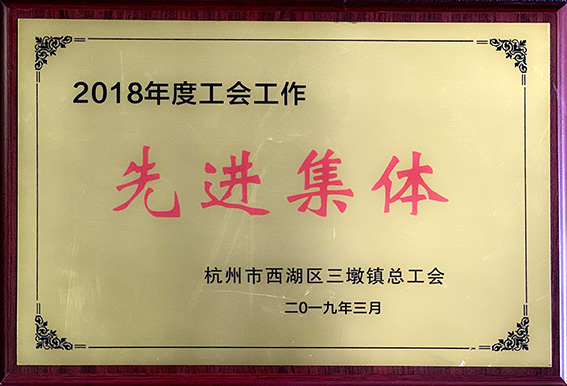 2018年度工会工作
先进集体
杭州市西湖区三墩镇总工会
二0一九年三月